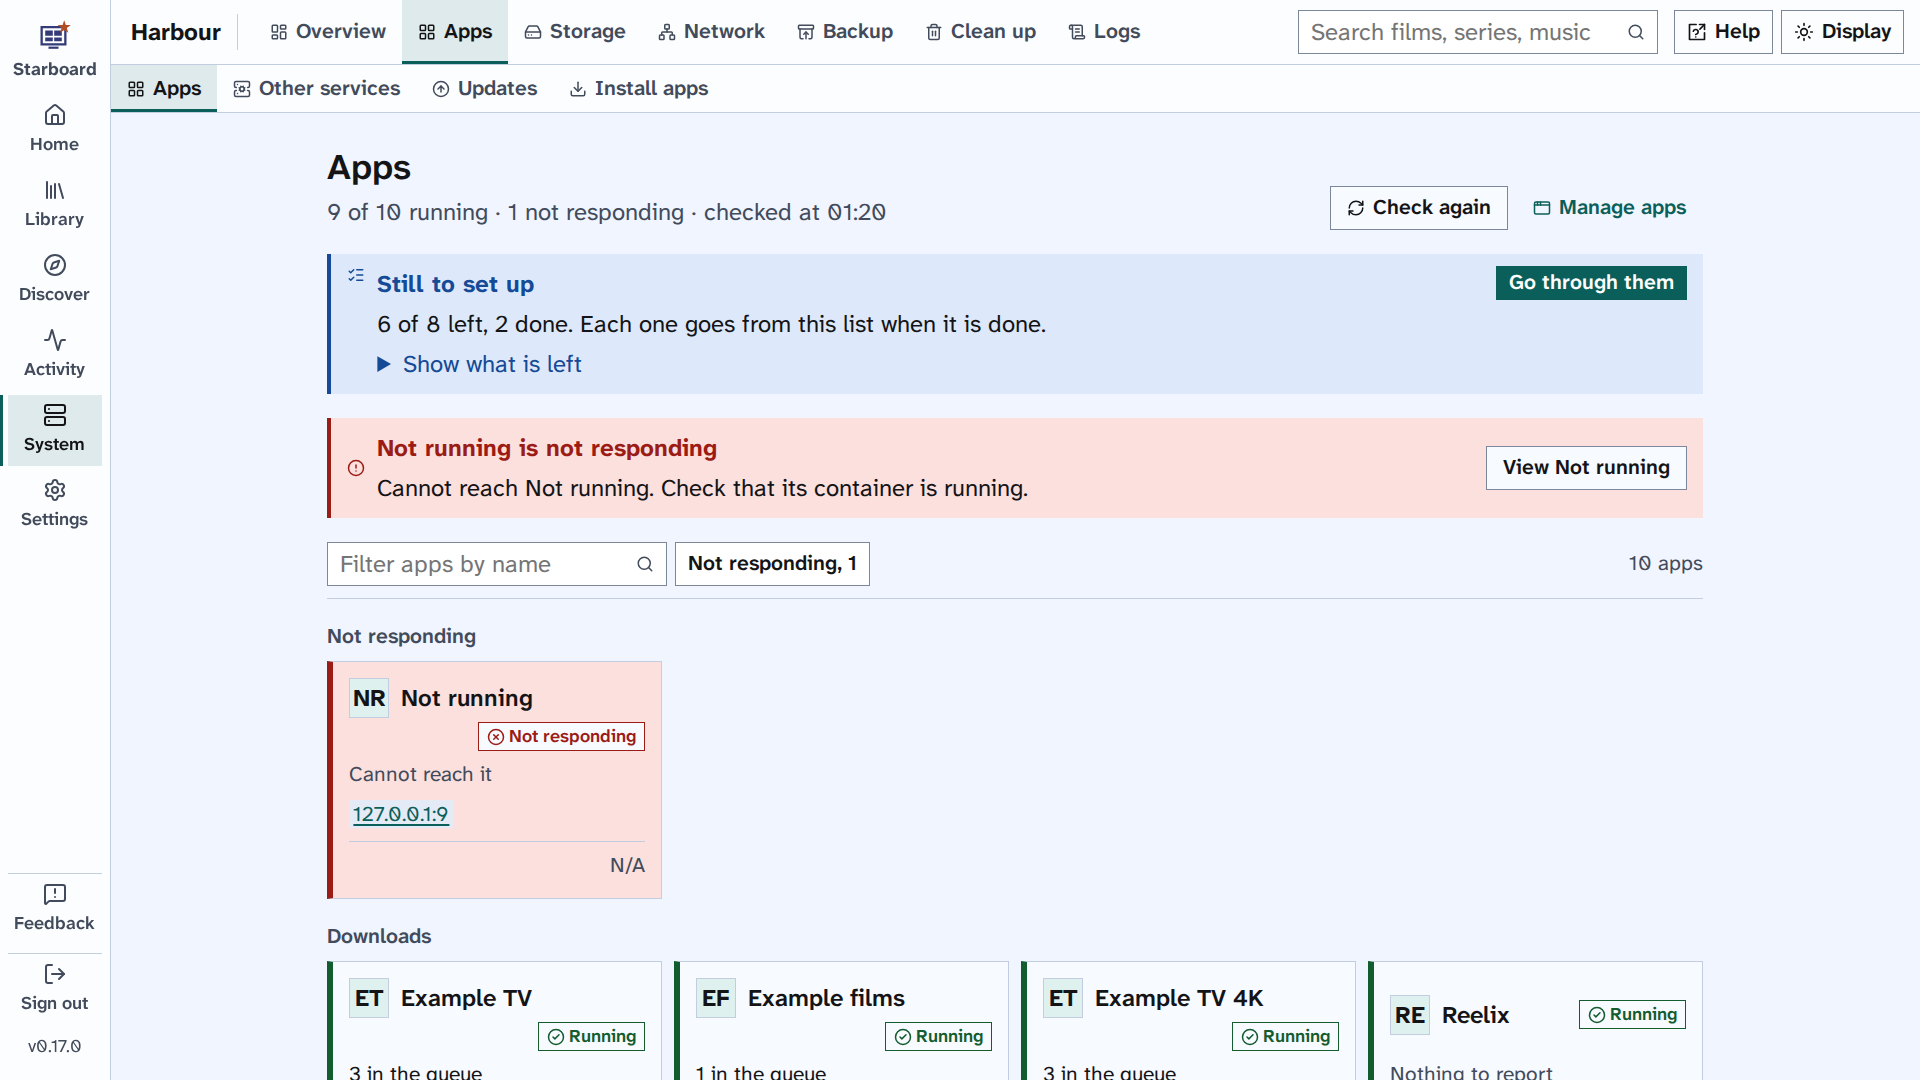 Starboard
Home
Library
Discover
Activity
System
Settings
Feedback
Sign out
v0.17.0
Harbour
Overview
Apps
Storage
Network
Backup
Clean up
Logs
Search films, series, music
Help
Display
Apps
Other services
Updates
Install apps
Apps
9 of 10 running · 1 not responding · checked at 01:20
Check again
Manage apps
Still to set up
6 of 8 left, 2 done. Each one goes from this list when it is done.
Show what is left
Go through them
Not running is not responding
Cannot reach Not running. Check that its container is running.
View Not running
Filter apps by name
Not responding, 1
10 apps
Not responding
NR Not running
Not responding
Cannot reach it
127.0.0.1:9
N/A
Downloads
ET Example TV
Running
3 in the queue
EF Example films
Running
1 in the queue
ET Example TV 4K
Running
3 in the queue
RE Reelix
Running
Nothing to report